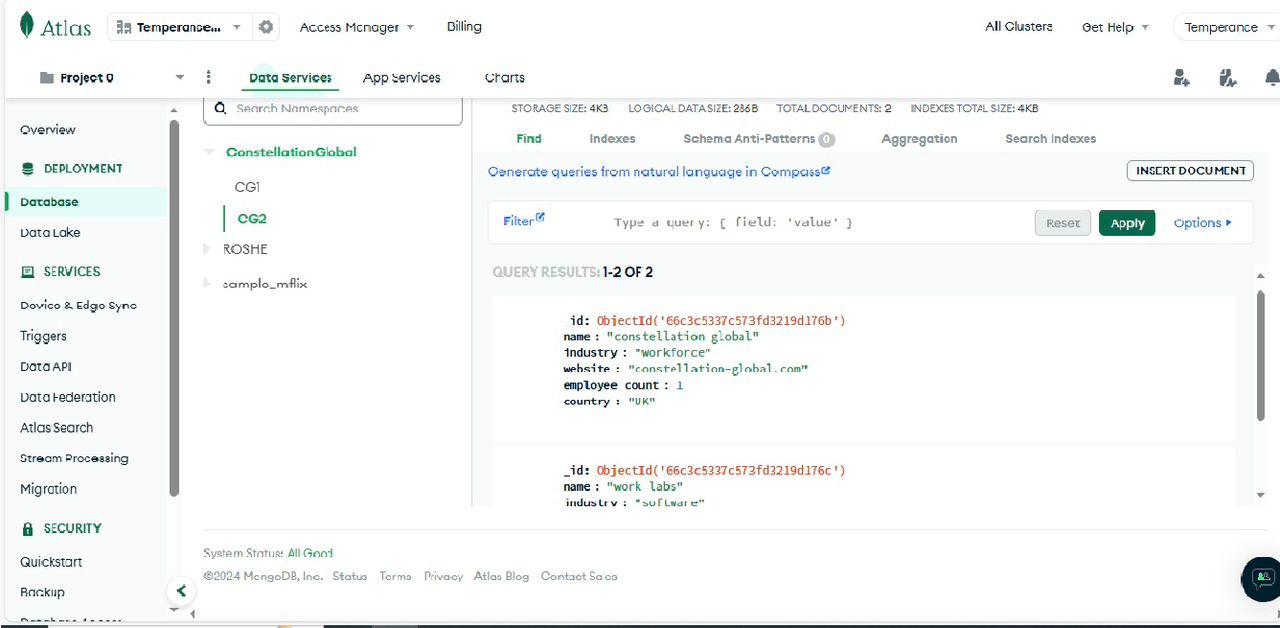 Atlas
Temperance...
Access Manager
Billing
All Clusters
Get Help
Temperance
Project 0
Data Services
App Services
Charts
Overview
DEPLOYMENT
Database
Data Lake
SERVICES
Device & Edge Sync
Triggers
Data API
Data Federation
Atlas Search
Stream Processing
Migration
SECURITY
Quickstart
Backup
Database Access
Search Namespaces
ConstellationGlobal
CG1
CG2
ROSHE
sample_mflix
STORAGE SIZE: 4KB LOGICAL DATA SIZE: 286B TOTAL DOCUMENTS: 2 INDEXES TOTAL SIZE: 4KB
Find Indexes Schema Anti-Patterns 0 Aggregation Search Indexes
Generate queries from natural language in Compass
INSERT DOCUMENT
Filter
Type a query: { field: 'value' }
Reset
Apply
Options
QUERY RESULTS: 1-2 OF 2
_id: ObjectId('66c3c5337c573fd3219d176b')
name : "constellation global"
industry : "workforce"
website : "constellation-global.com"
employee count : 1
country : "UK"
_id: ObjectId('66c3c5337c573fd3219d176c')
name : "work labs"
industry : "software"
System Status: All Good
©2024 MongoDB, Inc. Status Terms Privacy Atlas Blog Contact Sales